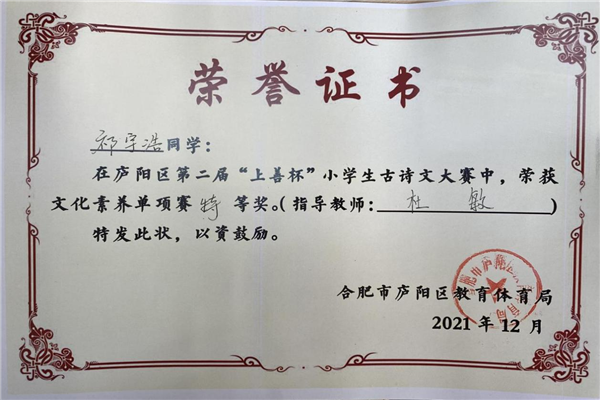 荣誉证书
祁宇浩同学：
在庐阳区第二届“上善杯”小学生古诗文大赛中，荣获
文化素养单项赛 特 等奖。（指导教师：杜 敏）
特发此状，以资鼓励。
合肥市庐阳区教育体育局
2021年12月